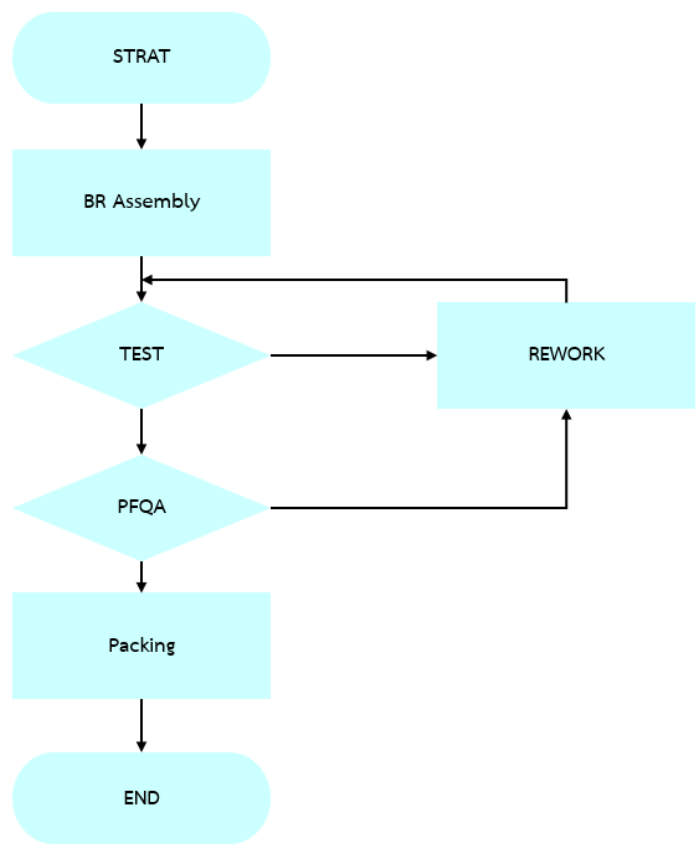 STRAT
BR Assembly
TEST
REWORK
PFQA
Packing
END